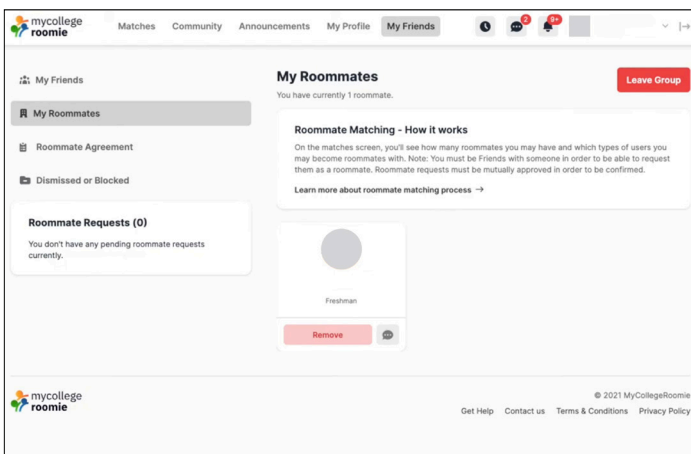 mycollege
roomie
Matches
Community
Announcements
My Profile
My Friends
2
9+
My Friends
My Roommates
Roommate Agreement
Dismissed or Blocked
Roommate Requests (0)
You don't have any pending roommate requests
currently.
My Roommates
You have currently 1 roommate.
Leave Group
Roommate Matching - How it works
On the matches screen, you'll see how many roommates you may have and which types of users you
may become roommates with. Note: You must be Friends with someone in order to be able to request
them as a roommate. Roommate requests must be mutually approved in order to be confirmed.
Learn more about roommate matching process →
Freshman
Remove
mycollege
roomie
© 2021 MyCollegeRoomie
Get Help Contact us Terms & Conditions Privacy Policy